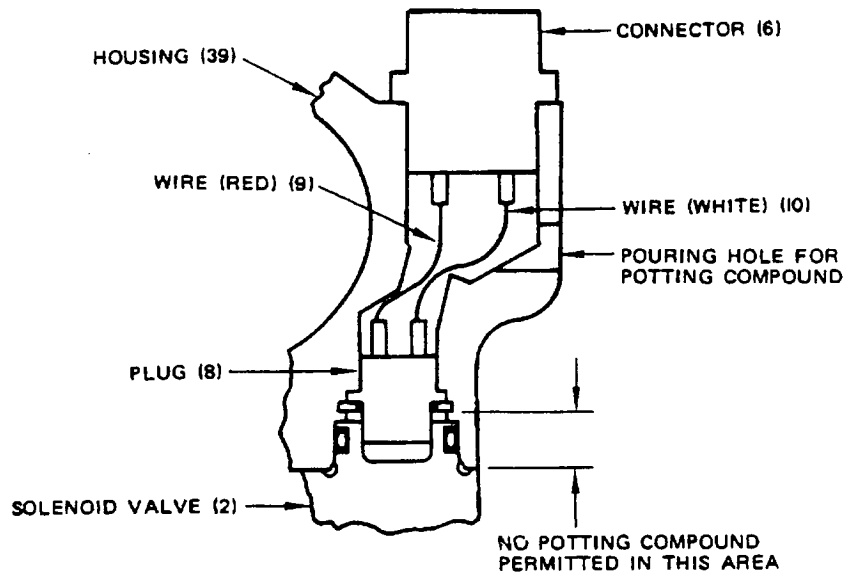 CONNECTOR (6)
HOUSING (39)
WIRE (RED) (9)
WIRE (WHITE) (10)
POURING HOLE FOR
POTTING COMPOUND
PLUG (8)
SOLENOID VALVE (2)
NO POTTING COMPOUND
PERMITTED IN THIS AREA